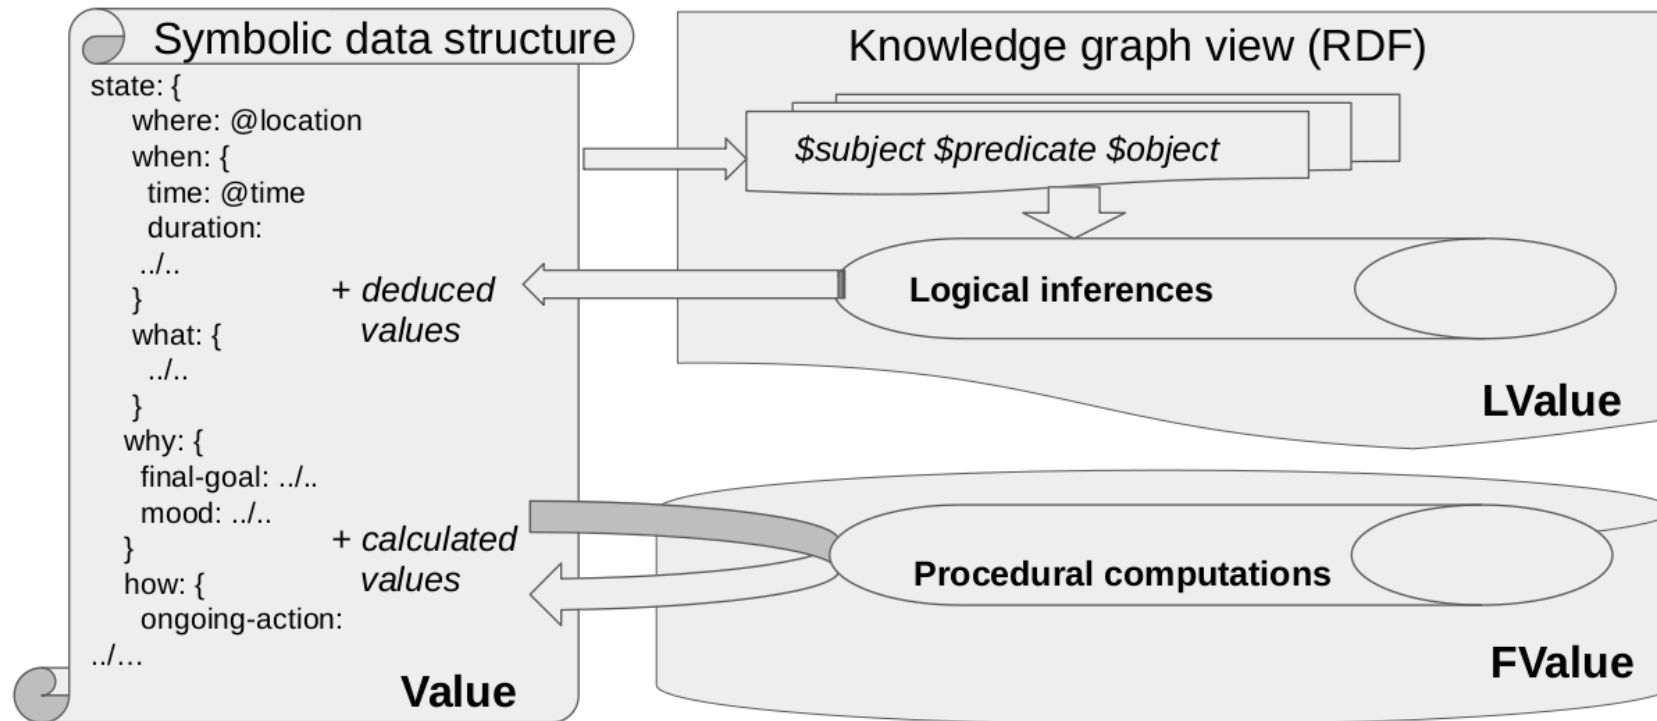 Symbolic data structure
state: {
where: @location
when: {
time: @time
duration:
../..
}
what: {
../..
}
why: {
final-goal: ../..
mood: ../..
}
how: {
ongoing-action:
../…
+ deduced
values
+ calculated
values
Value
Knowledge graph view (RDF)
$subject $predicate $object
Logical inferences
LValue
Procedural computations
FValue